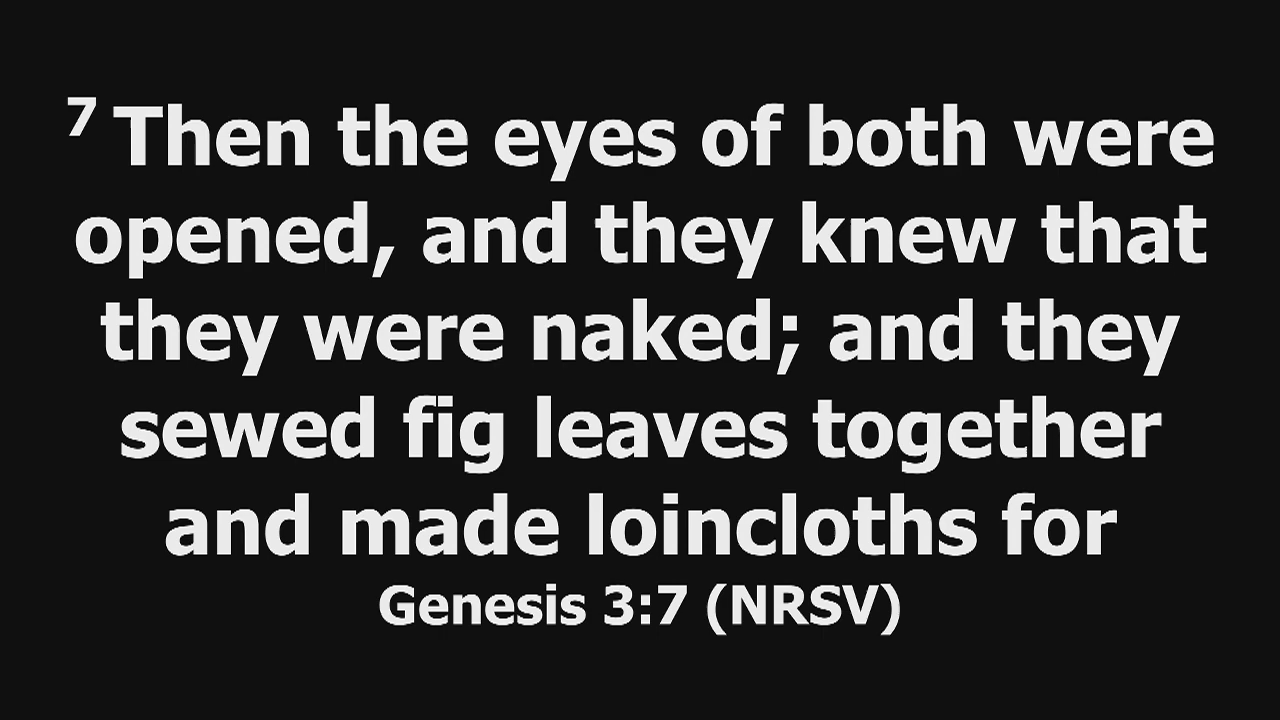 7 Then the eyes of both were
opened, and they knew that
they were naked; and they
sewed fig leaves together
and made loincloths for
Genesis 3:7 (NRSV)